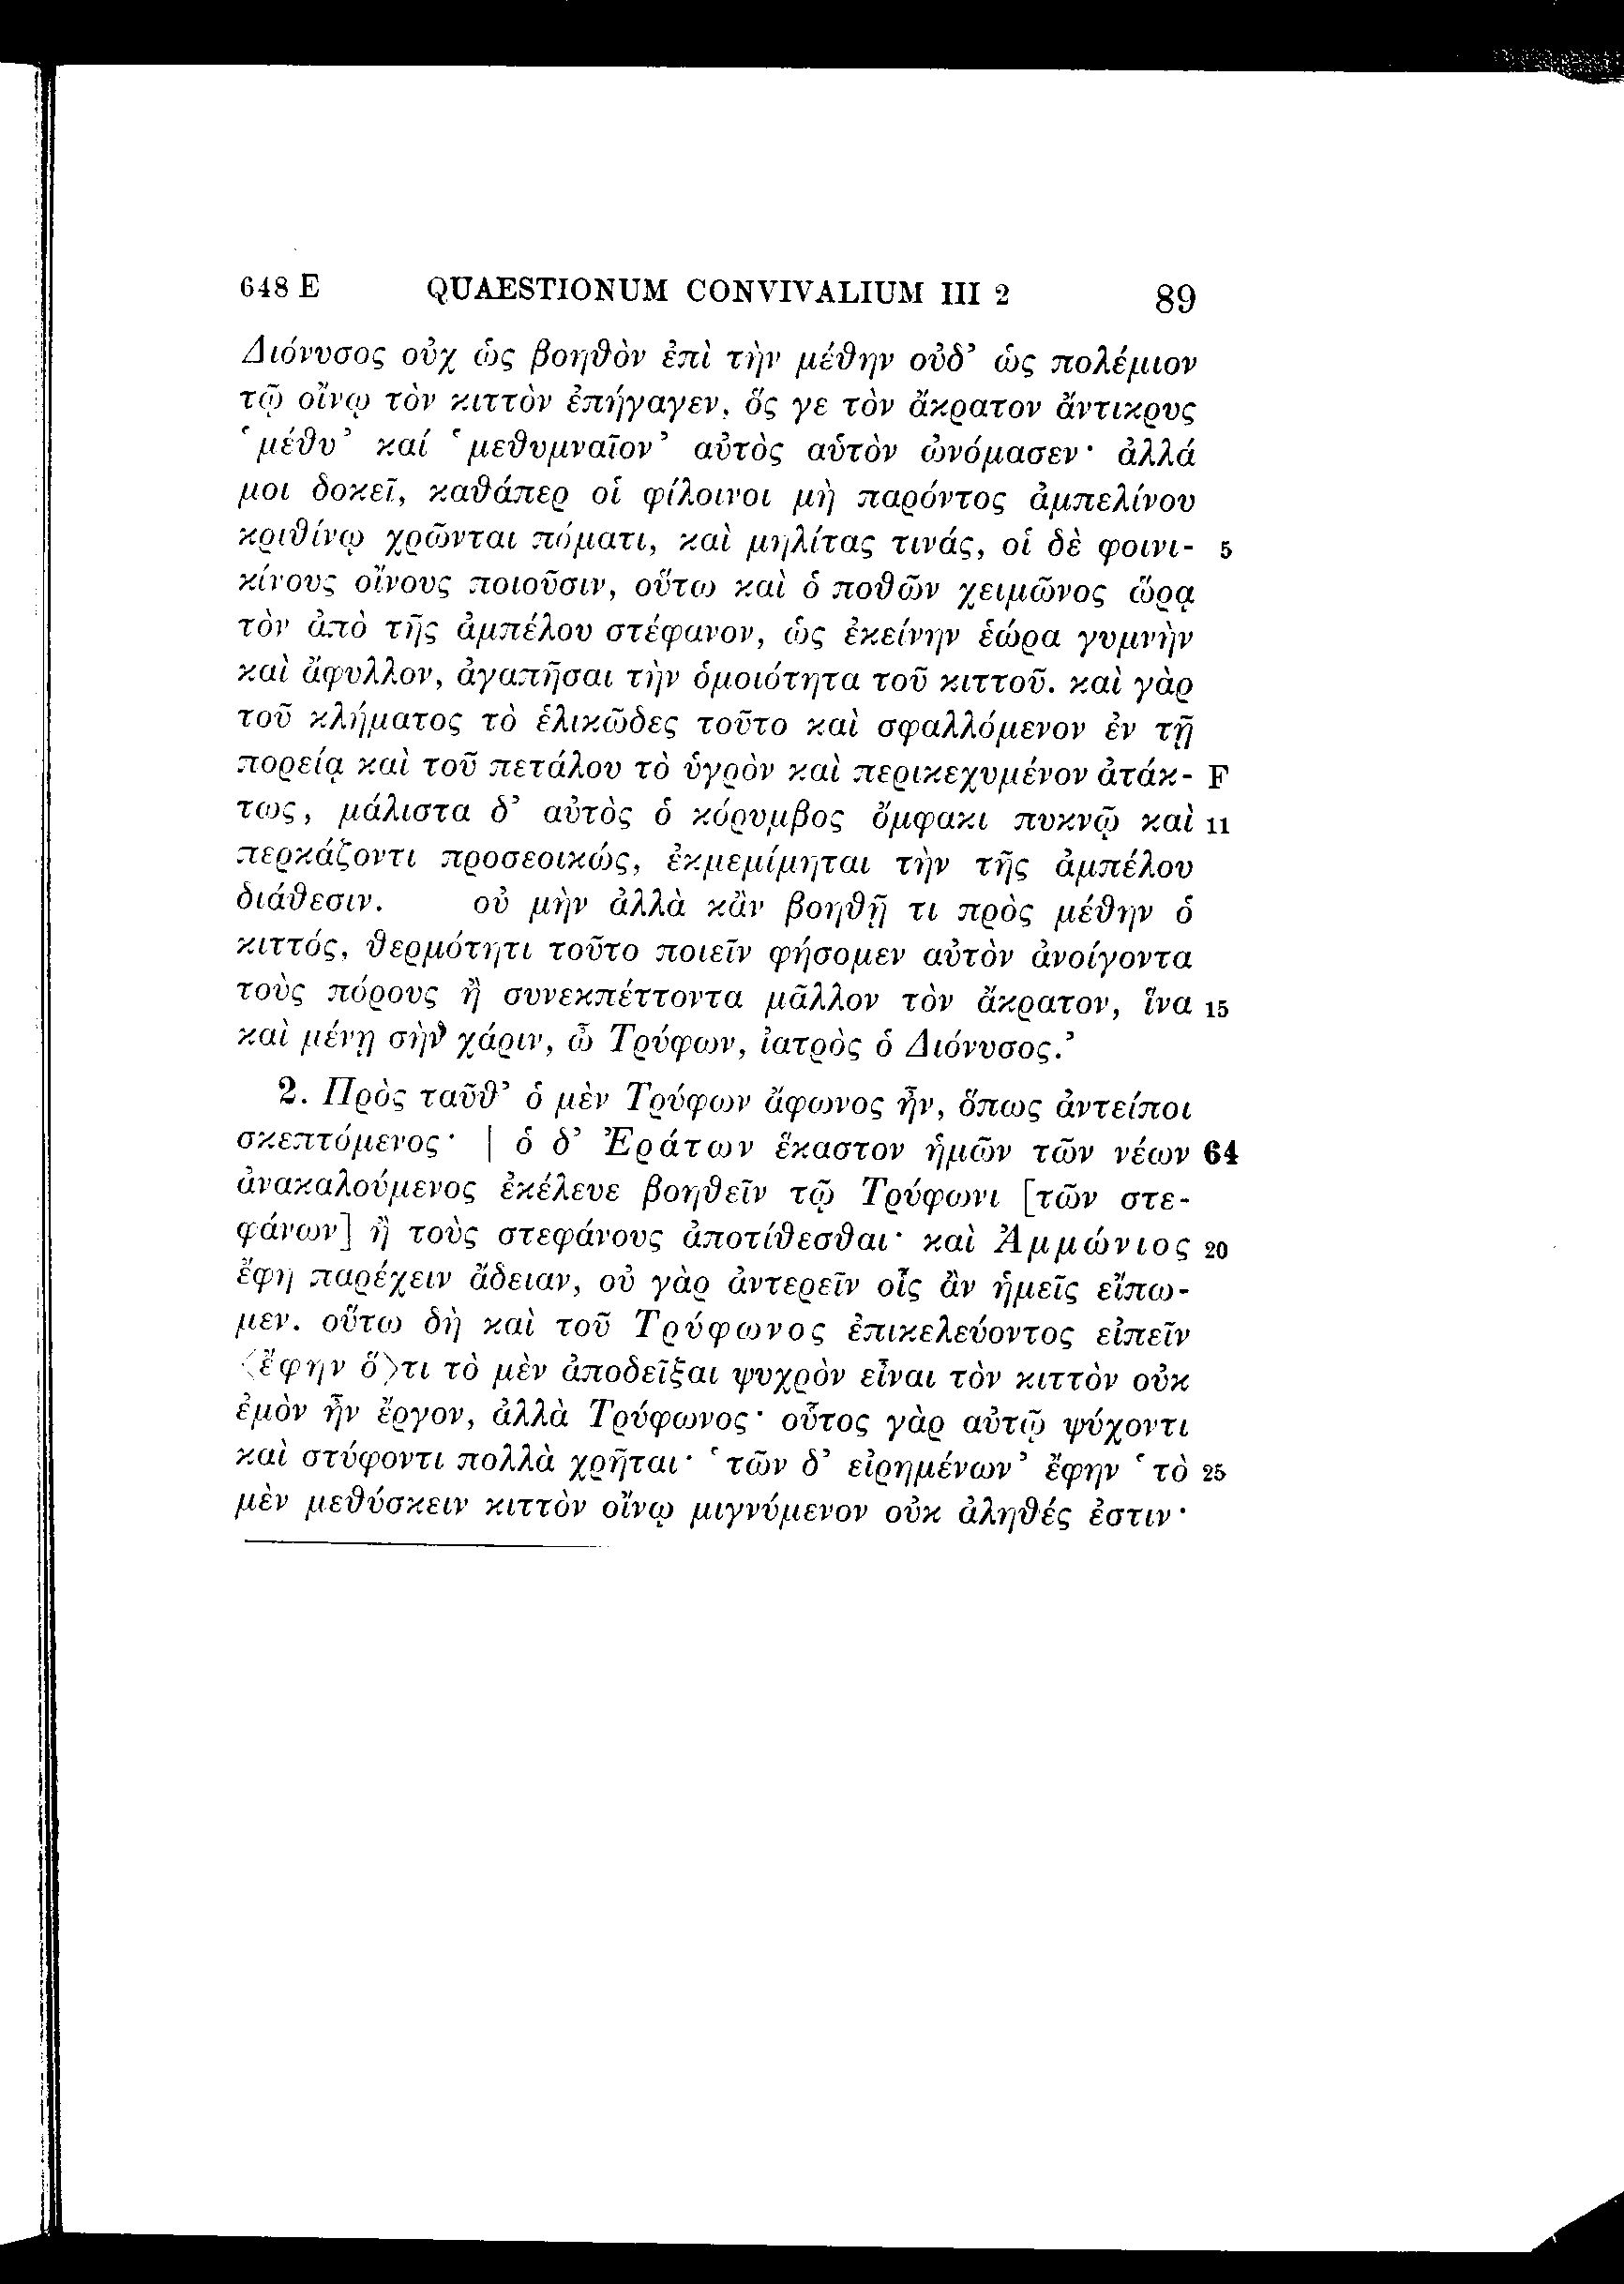 648 E QUAESTIONUM CONVIVALIUM III 2 89
Διόνυσος οὐχ ὡς βοηθὸν ἐπὶ τὴν μέθην οὐδ’ ὡς πολέμιον
τῷ οἴνῳ τὸν κιττὸν ἐπήγαγεν, ὅς γε τὸν ἄκρατον ἄντικρυς
‘μέθυ’ καί ‘μεθυμναῖον’ αὐτὸς αὑτὸν ὠνόμασεν· ἀλλά
μοι δοκεῖ, καθάπερ οἱ φίλοινοι μὴ παρόντος ἀμπελίνου
κριθίνῳ χρῶνται πόματι, καὶ μηλίτας τινάς, οἱ δὲ φοινι- 5
κίνους οἴνους ποιοῦσιν, οὕτω καὶ ὁ ποθῶν χειμῶνος ὥρᾳ
τὸν ἀπὸ τῆς ἀμπέλου στέφανον, ὡς ἐκείνην ἑώρα γυμνὴν
καὶ ἄφυλλον, ἀγαπῆσαι τὴν ὁμοιότητα τοῦ κιττοῦ. καὶ γὰρ
τοῦ κλήματος τὸ ἑλικῶδες τοῦτο καὶ σφαλλόμενον ἐν τῇ
πορείᾳ καὶ τοῦ πετάλου τὸ ὑγρὸν καὶ περικεχυμένον ἀτάκ- F
τως, μάλιστα δ’ αὐτὸς ὁ κόρυμβος ὄμφακι πυκνῷ καὶ 11
περκάζοντι προσεοικώς, ἐκμεμίμηται τὴν τῆς ἀμπέλου
διάθεσιν. οὐ μὴν ἀλλὰ κἂν βοηθῇ τι πρὸς μέθην ὁ
κιττός, θερμότητι τοῦτο ποιεῖν φήσομεν αὐτὸν ἀνοίγοντα
τοὺς πόρους ἢ συνεκπέττοντα μᾶλλον τὸν ἄκρατον, ἵνα 15
καὶ μένῃ σὴν χάριν, ὦ Τρύφων, ἰατρὸς ὁ Διόνυσος.’
2. Πρὸς ταῦθ’ ὁ μὲν Τρύφων ἄφωνος ἦν, ὅπως ἀντείποι
σκεπτόμενος· | ὁ δ’ Ἐράτων ἕκαστον ἡμῶν τῶν νέων 64
ἀνακαλούμενος ἐκέλευε βοηθεῖν τῷ Τρύφωνι [τῶν στε-
φάνων] ἢ τοὺς στεφάνους ἀποτίθεσθαι· καὶ Ἀμμώνιος 20
ἔφη παρέχειν ἄδειαν, οὐ γὰρ ἀντερεῖν οἷς ἂν ἡμεῖς εἴπω-
μεν. οὕτω δὴ καὶ τοῦ Τρύφωνος ἐπικελεύοντος εἰπεῖν
〈ἔφην ὅ〉τι τὸ μὲν ἀποδεῖξαι ψυχρὸν εἶναι τὸν κιττὸν οὐκ
ἐμὸν ἦν ἔργον, ἀλλὰ Τρύφωνος· οὗτος γὰρ αὐτῷ ψύχοντι
καὶ στύφοντι πολλὰ χρῆται· ‘τῶν δ’ εἰρημένων’ ἔφην ‘τὸ 25
μὲν μεθύσκειν κιττὸν οἴνῳ μιγνύμενον οὐκ ἀληθές ἐστιν·